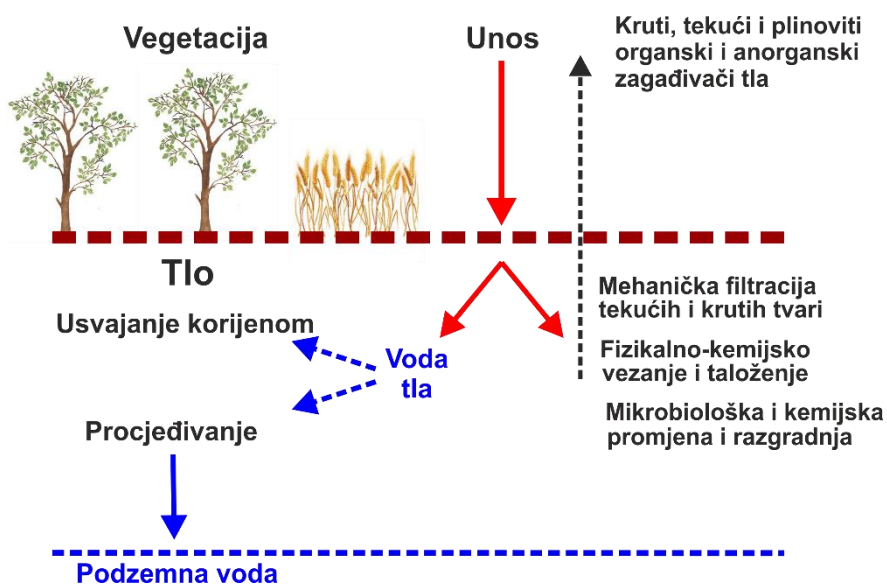 Vegetacija
Unos
Kruti, tekući i plinoviti
organski i anorganski
zagađivači tla
Tlo
Usvajanje korijenom
Voda
tla
Mehanička filtracija
tekućih i krutih tvari
Fizikalno-kemijsko
vezanje i taloženje
Mikrobiološka i kemijska
promjena i razgradnja
Procjeđivanje
Podzemna voda